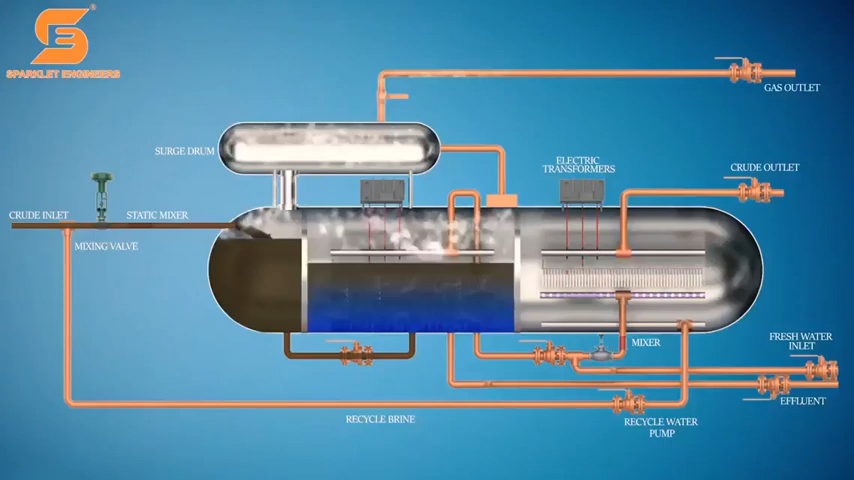 ®
SPARKLET ENGINEERS
GAS OUTLET
SURGE DRUM
ELECTRIC
TRANSFORMERS
CRUDE OUTLET
CRUDE INLET
STATIC MIXER
MIXING VALVE
MIXER
FRESH WATER
INLET
EFFLUENT
RECYCLE BRINE
RECYCLE WATER
PUMP